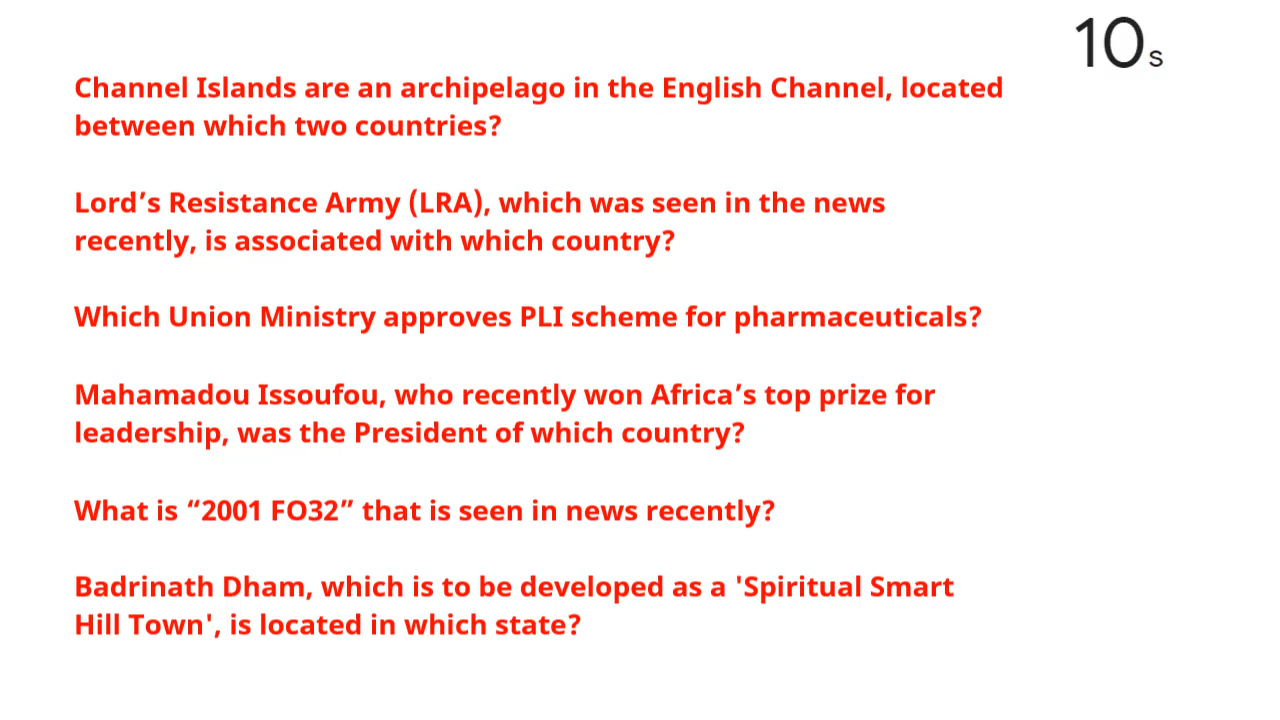 10s
Channel Islands are an archipelago in the English Channel, located
between which two countries?
Lord’s Resistance Army (LRA), which was seen in the news
recently, is associated with which country?
Which Union Ministry approves PLI scheme for pharmaceuticals?
Mahamadou Issoufou, who recently won Africa’s top prize for
leadership, was the President of which country?
What is “2001 FO32” that is seen in news recently?
Badrinath Dham, which is to be developed as a 'Spiritual Smart
Hill Town', is located in which state?